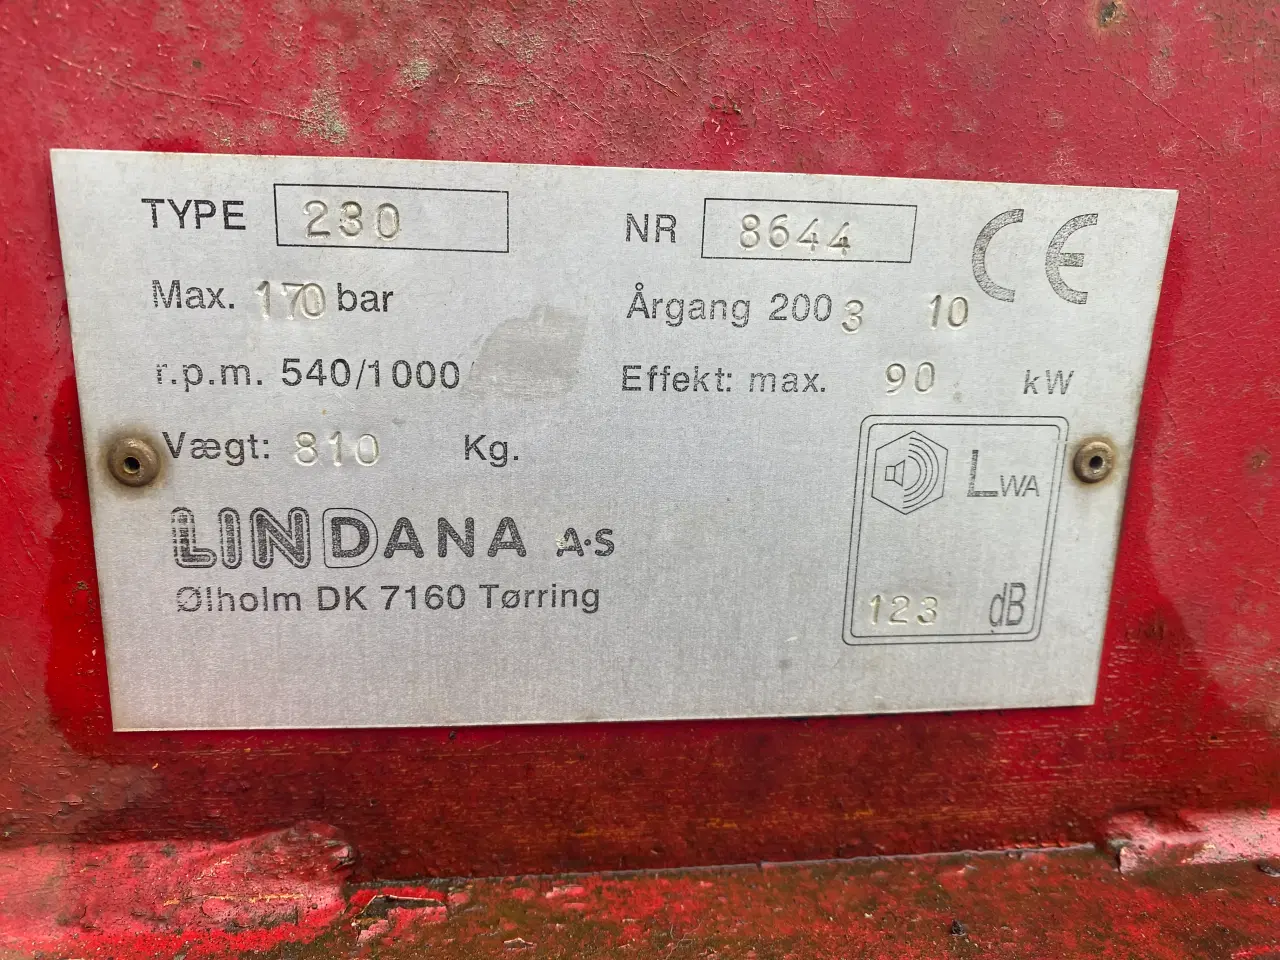 TYPE 230 NR 8644 CE
Max. 170 bar Årgang 2003 10
r.p.m. 540/1000/ Effekt: max. 90 kW
Vægt: 810 Kg. LWA
LINDANA A·S
Ølholm DK 7160 Tørring 123 dB